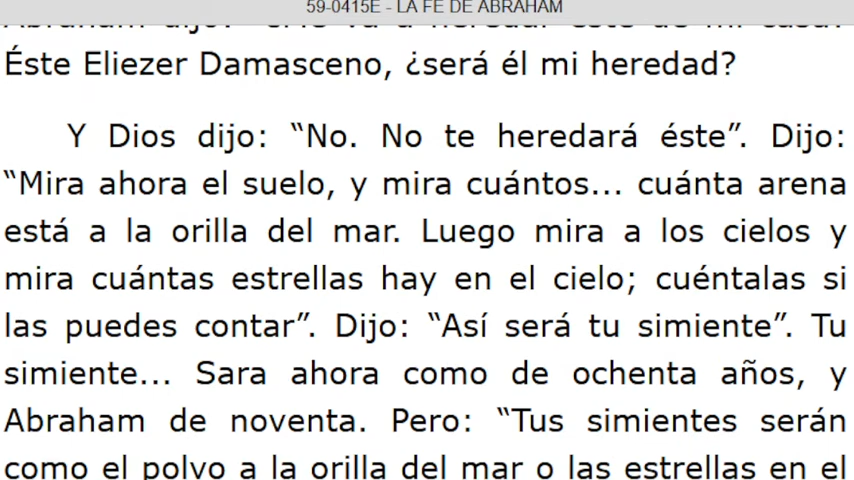 59-0415E - LA FE DE ABRAHAM
Éste Eliezer Damasceno, ¿será él mi heredad?
Y Dios dijo: “No. No te heredará éste”. Dijo:
“Mira ahora el suelo, y mira cuántos... cuánta arena
está a la orilla del mar. Luego mira a los cielos y
mira cuántas estrellas hay en el cielo; cuéntalas si
las puedes contar”. Dijo: “Así será tu simiente”. Tu
simiente... Sara ahora como de ochenta años, y
Abraham de noventa. Pero: “Tus simientes serán
como el polvo a la orilla del mar o las estrellas en el